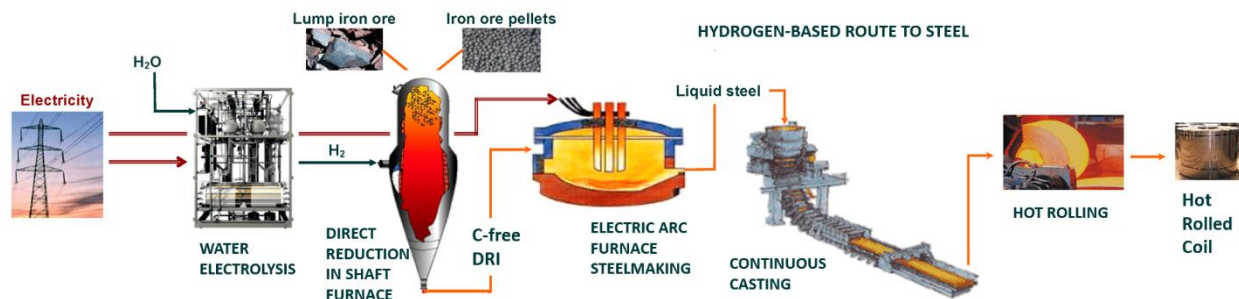 HYDROGEN-BASED ROUTE TO STEEL
Lump iron ore
Iron ore pellets
H₂O
Electricity
H₂
Liquid steel
WATER
ELECTROLYSIS
DIRECT
REDUCTION
IN SHAFT
FURNACE
C-free
DRI
ELECTRIC ARC
FURNACE
STEELMAKING
CONTINUOUS
CASTING
HOT ROLLING
Hot
Rolled
Coil